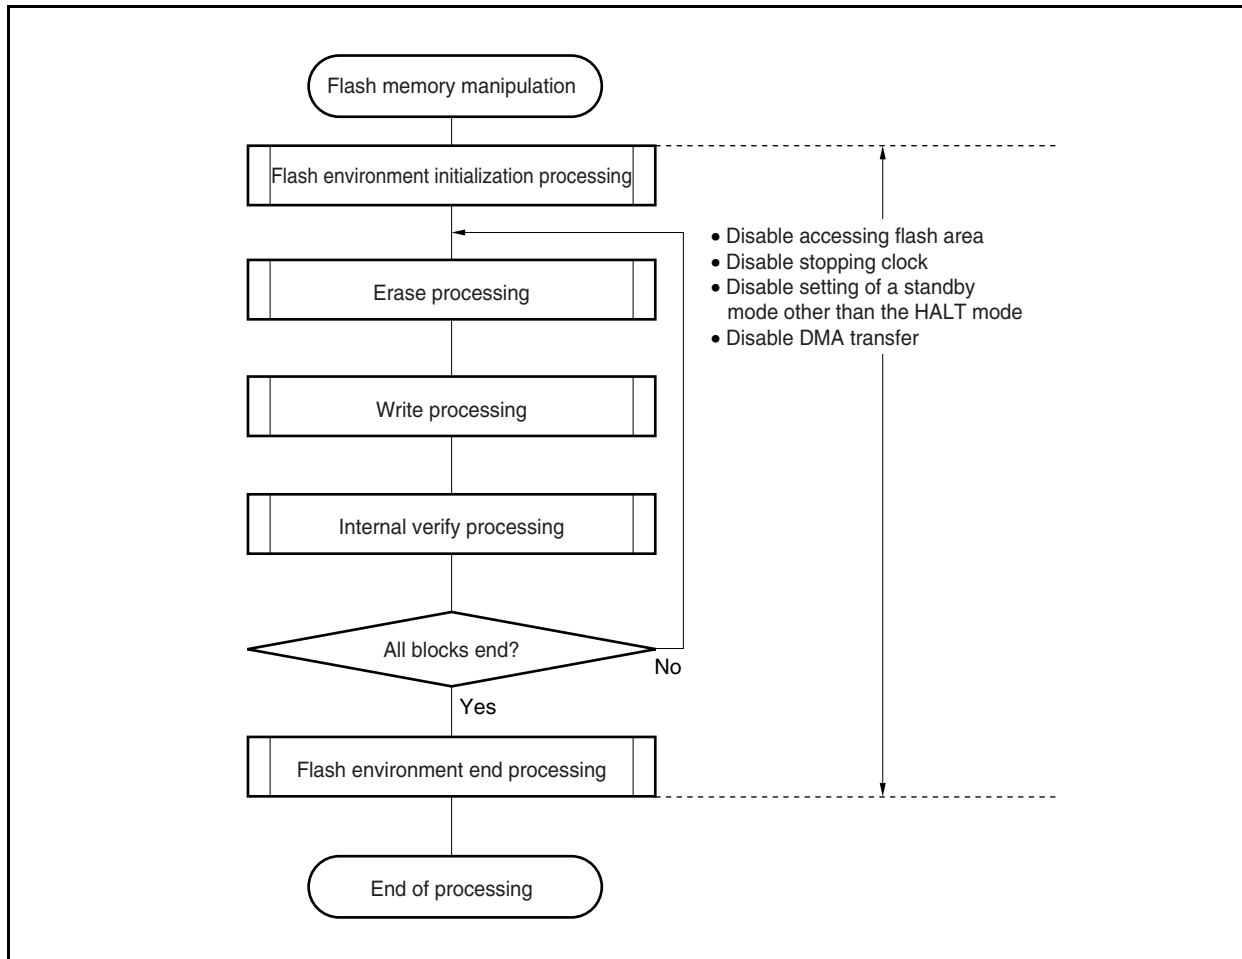 Flash memory manipulation
Flash environment initialization processing
• Disable accessing flash area
• Disable stopping clock
• Disable setting of a standby
mode other than the HALT mode
• Disable DMA transfer
Erase processing
Write processing
Internal verify processing
All blocks end?
No
Yes
Flash environment end processing
End of processing